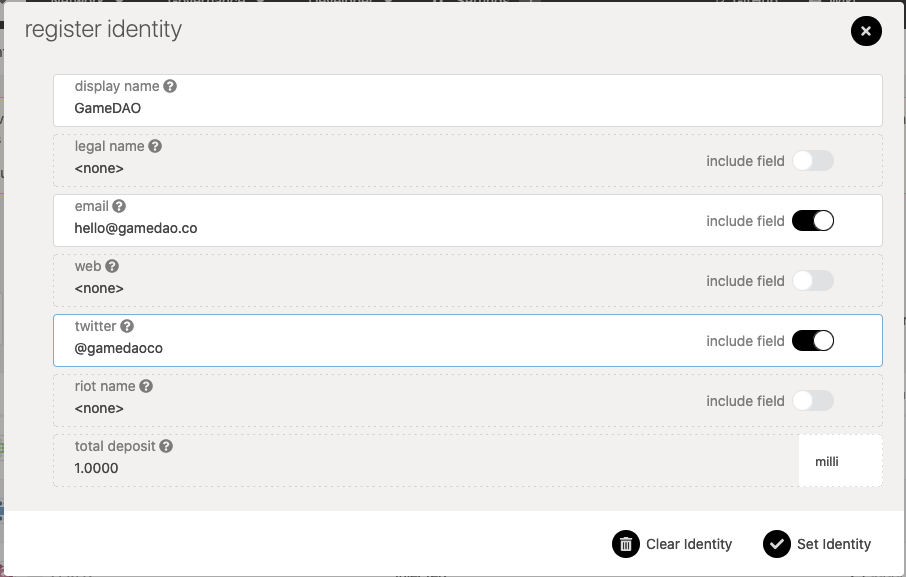 register identity
display name
GameDAO
legal name
<none>
include field
email
hello@gamedao.co
include field
web
<none>
include field
twitter
@gamedaoco
include field
riot name
<none>
include field
total deposit
1.0000
milli
Clear Identity
Set Identity